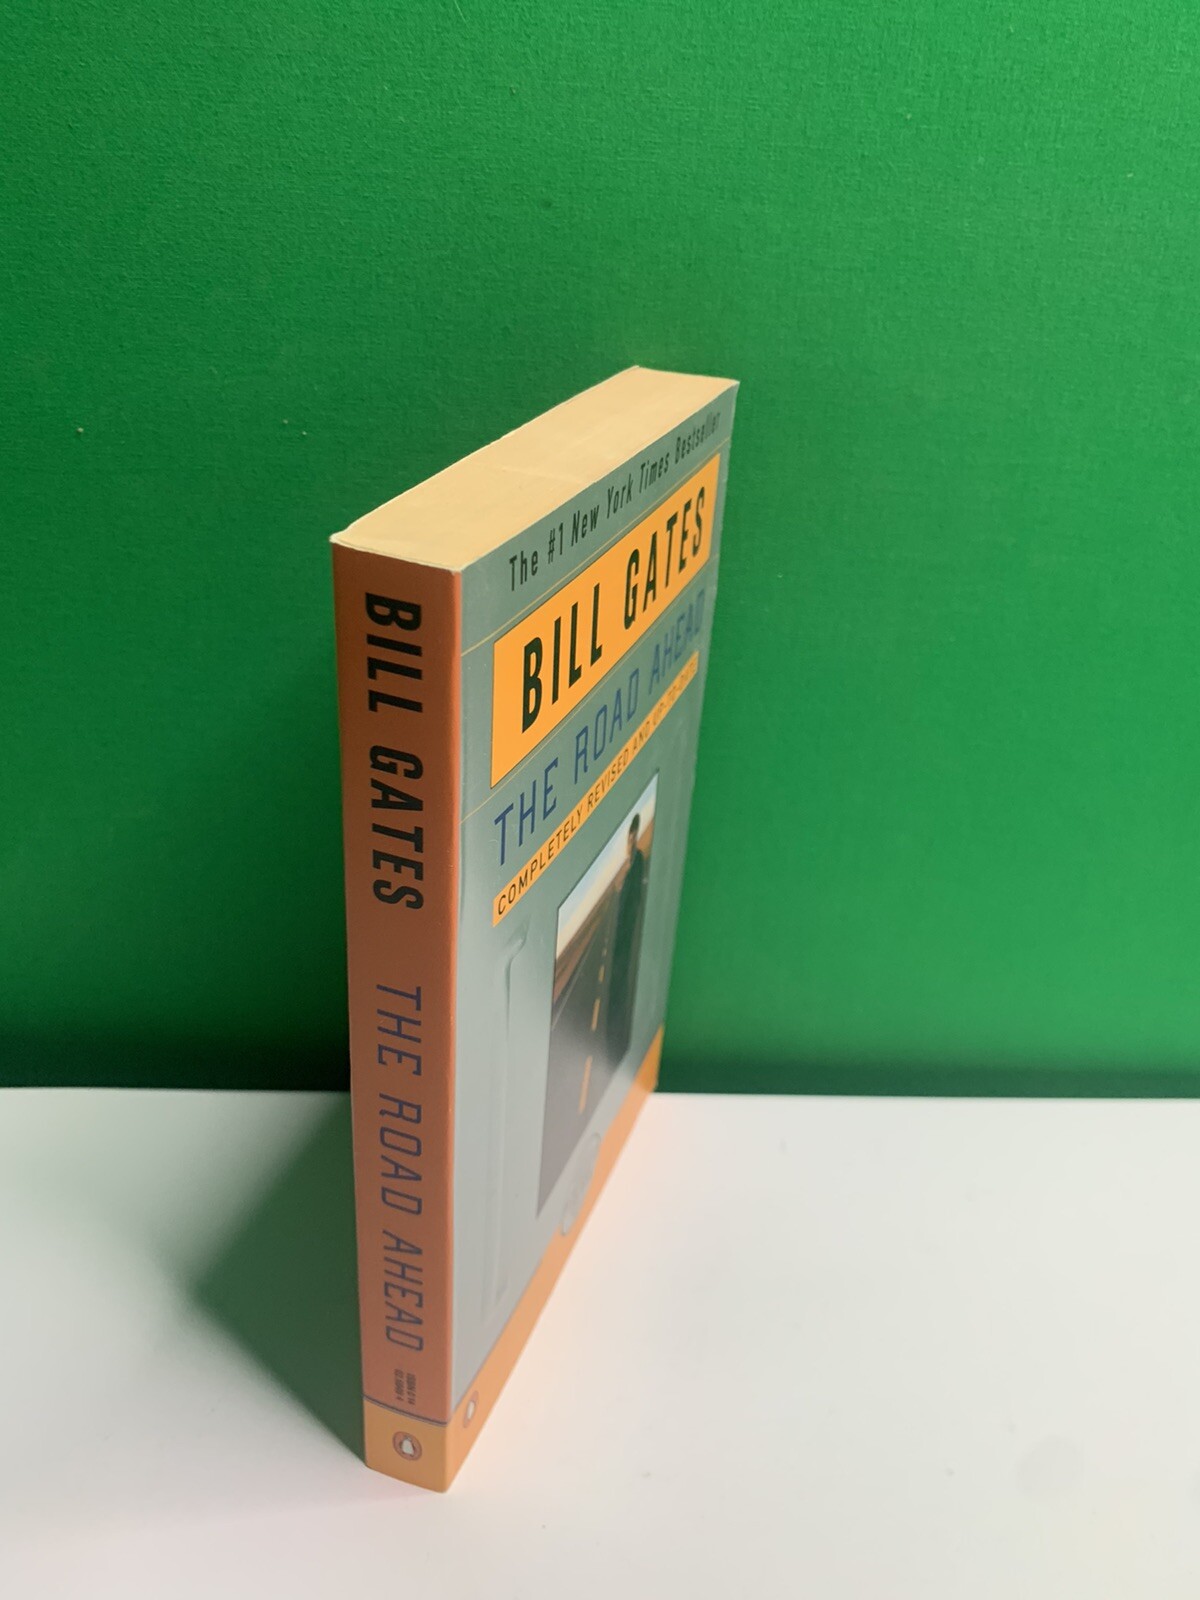 BILL GATES THE ROAD AHEAD
The #1 New York Times Bestseller
BILL GATES
THE ROAD AHEAD
COMPLETELY REVISED AND UP-TO-DATE